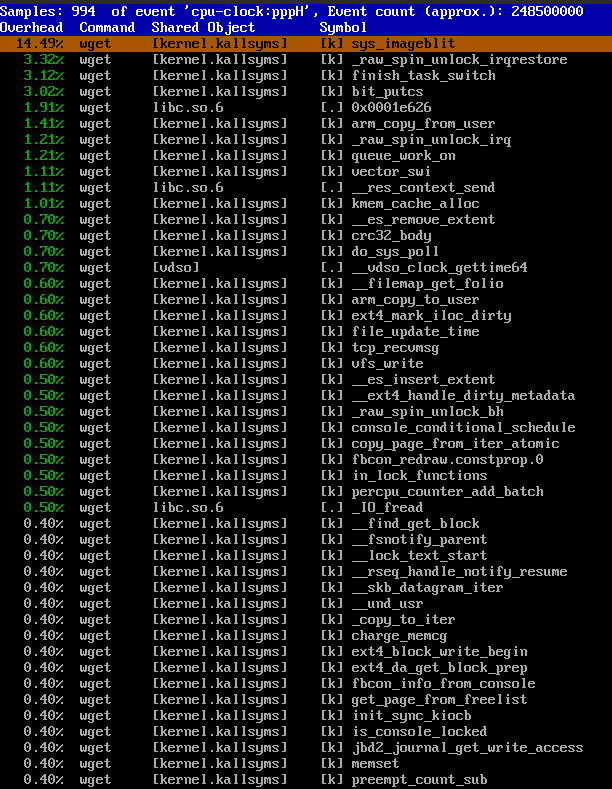 Samples: 994  of event 'cpu-clock:pppH', Event count (approx.): 248500000
Overhead  Command  Shared Object      Symbol
14.49%  wget     [kernel.kallsyms]  [k] sys_imageblit
3.32%  wget     [kernel.kallsyms]  [k] _raw_spin_unlock_irqrestore
3.12%  wget     [kernel.kallsyms]  [k] finish_task_switch
3.02%  wget     [kernel.kallsyms]  [k] bit_putcs
1.91%  wget     libc.so.6          [.] 0x0001e626
1.41%  wget     [kernel.kallsyms]  [k] arm_copy_from_user
1.21%  wget     [kernel.kallsyms]  [k] _raw_spin_unlock_irq
1.21%  wget     [kernel.kallsyms]  [k] queue_work_on
1.11%  wget     [kernel.kallsyms]  [k] vector_swi
1.11%  wget     libc.so.6          [.] __res_context_send
1.01%  wget     [kernel.kallsyms]  [k] kmem_cache_alloc
0.70%  wget     [kernel.kallsyms]  [k] __es_remove_extent
0.70%  wget     [kernel.kallsyms]  [k] crc32_body
0.70%  wget     [kernel.kallsyms]  [k] do_sys_poll
0.70%  wget     [vdso]             [.] __vdso_clock_gettime64
0.60%  wget     [kernel.kallsyms]  [k] __filemap_get_folio
0.60%  wget     [kernel.kallsyms]  [k] arm_copy_to_user
0.60%  wget     [kernel.kallsyms]  [k] ext4_mark_iloc_dirty
0.60%  wget     [kernel.kallsyms]  [k] file_update_time
0.60%  wget     [kernel.kallsyms]  [k] tcp_recvmsg
0.60%  wget     [kernel.kallsyms]  [k] vfs_write
0.50%  wget     [kernel.kallsyms]  [k] __es_insert_extent
0.50%  wget     [kernel.kallsyms]  [k] __ext4_handle_dirty_metadata
0.50%  wget     [kernel.kallsyms]  [k] _raw_spin_unlock_bh
0.50%  wget     [kernel.kallsyms]  [k] console_conditional_schedule
0.50%  wget     [kernel.kallsyms]  [k] copy_page_from_iter_atomic
0.50%  wget     [kernel.kallsyms]  [k] fbcon_redraw.constprop.0
0.50%  wget     [kernel.kallsyms]  [k] in_lock_functions
0.50%  wget     [kernel.kallsyms]  [k] percpu_counter_add_batch
0.50%  wget     libc.so.6          [.] _IO_fread
0.40%  wget     [kernel.kallsyms]  [k] __find_get_block
0.40%  wget     [kernel.kallsyms]  [k] __fsnotify_parent
0.40%  wget     [kernel.kallsyms]  [k] __lock_text_start
0.40%  wget     [kernel.kallsyms]  [k] __rseq_handle_notify_resume
0.40%  wget     [kernel.kallsyms]  [k] __skb_datagram_iter
0.40%  wget     [kernel.kallsyms]  [k] __und_usr
0.40%  wget     [kernel.kallsyms]  [k] _copy_to_iter
0.40%  wget     [kernel.kallsyms]  [k] charge_memcg
0.40%  wget     [kernel.kallsyms]  [k] ext4_block_write_begin
0.40%  wget     [kernel.kallsyms]  [k] ext4_da_get_block_prep
0.40%  wget     [kernel.kallsyms]  [k] fbcon_info_from_console
0.40%  wget     [kernel.kallsyms]  [k] get_page_from_freelist
0.40%  wget     [kernel.kallsyms]  [k] init_sync_kiocb
0.40%  wget     [kernel.kallsyms]  [k] is_console_locked
0.40%  wget     [kernel.kallsyms]  [k] jbd2_journal_get_write_access
0.40%  wget     [kernel.kallsyms]  [k] memset
0.40%  wget     [kernel.kallsyms]  [k] preempt_count_sub